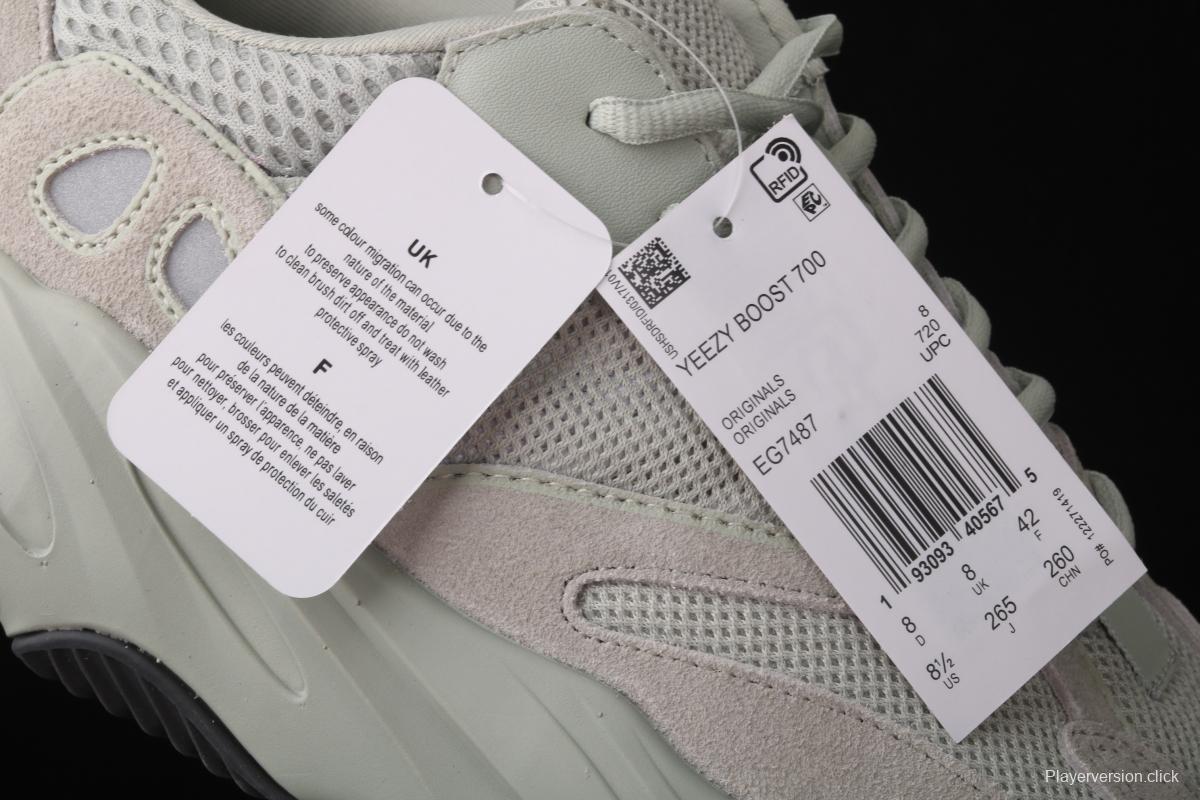 UK
some colour migration can occur due to the
nature of the material.
to preserve appearance do not wash
to clean brush dirt off and treat with leather
protective spray
F
les couleurs peuvent déteindre, en raison
de la nature de la matière
pour préserver l'apparence, ne pas laver
pour nettoyer, brosser pour enlever les saletés
et appliquer un spray de protection du cuir
RFID
EPC
YEEZY BOOST 700
8
720
UPC
ORIGINALS
ORIGINALS
EG7487
1 93093 40567 5
PO# 122271419
8 D
8 UK
42 F
8½ US
265 J
260 CHN
Playerversion.click